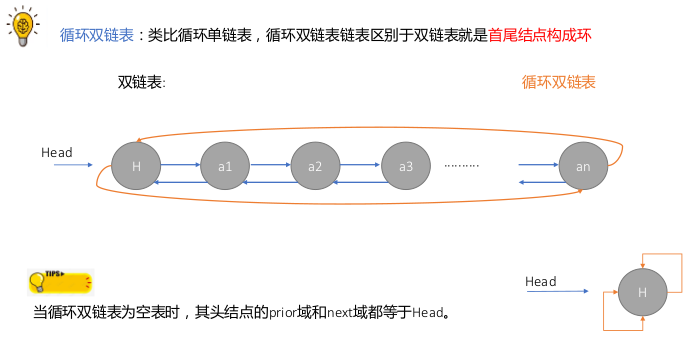 循环双链表：类比循环单链表，循环双链表链表区别于双链表就是首尾结点构成环
双链表:
循环双链表
Head
H
a1
a2
a3
··········
an
TIPS
Head
H
当循环双链表为空表时，其头结点的prior域和next域都等于Head。